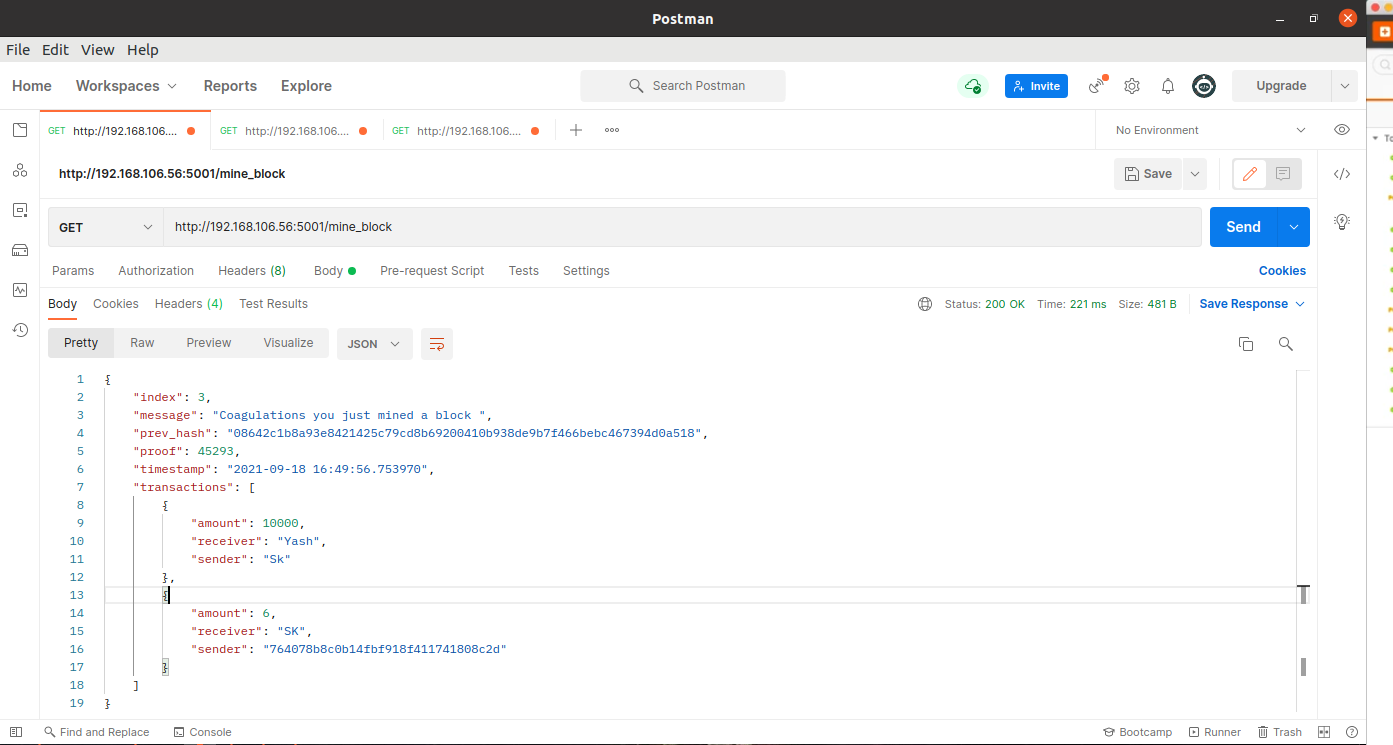 Postman
File Edit View Help
Home Workspaces Reports Explore Search Postman Invite Upgrade
GET http://192.168.106.... GET http://192.168.106.... GET http://192.168.106.... No Environment
http://192.168.106.56:5001/mine_block Save
GET http://192.168.106.56:5001/mine_block Send
Params Authorization Headers (8) Body Pre-request Script Tests Settings Cookies
Body Cookies Headers (4) Test Results Status: 200 OK Time: 221 ms Size: 481 B Save Response
Pretty Raw Preview Visualize JSON
1 {
2 "index": 3,
3 "message": "Coagulations you just mined a block ",
4 "prev_hash": "08642c1b8a93e8421425c79cd8b69200410b938de9b7f466bebc467394d0a518",
5 "proof": 45293,
6 "timestamp": "2021-09-18 16:49:56.753970",
7 "transactions": [
8 {
9 "amount": 10000,
10 "receiver": "Yash",
11 "sender": "Sk"
12 },
13 {
14 "amount": 6,
15 "receiver": "SK",
16 "sender": "764078b8c0b14fbf918f411741808c2d"
17 }
18 ]
19 }
Find and Replace Console Bootcamp Runner Trash